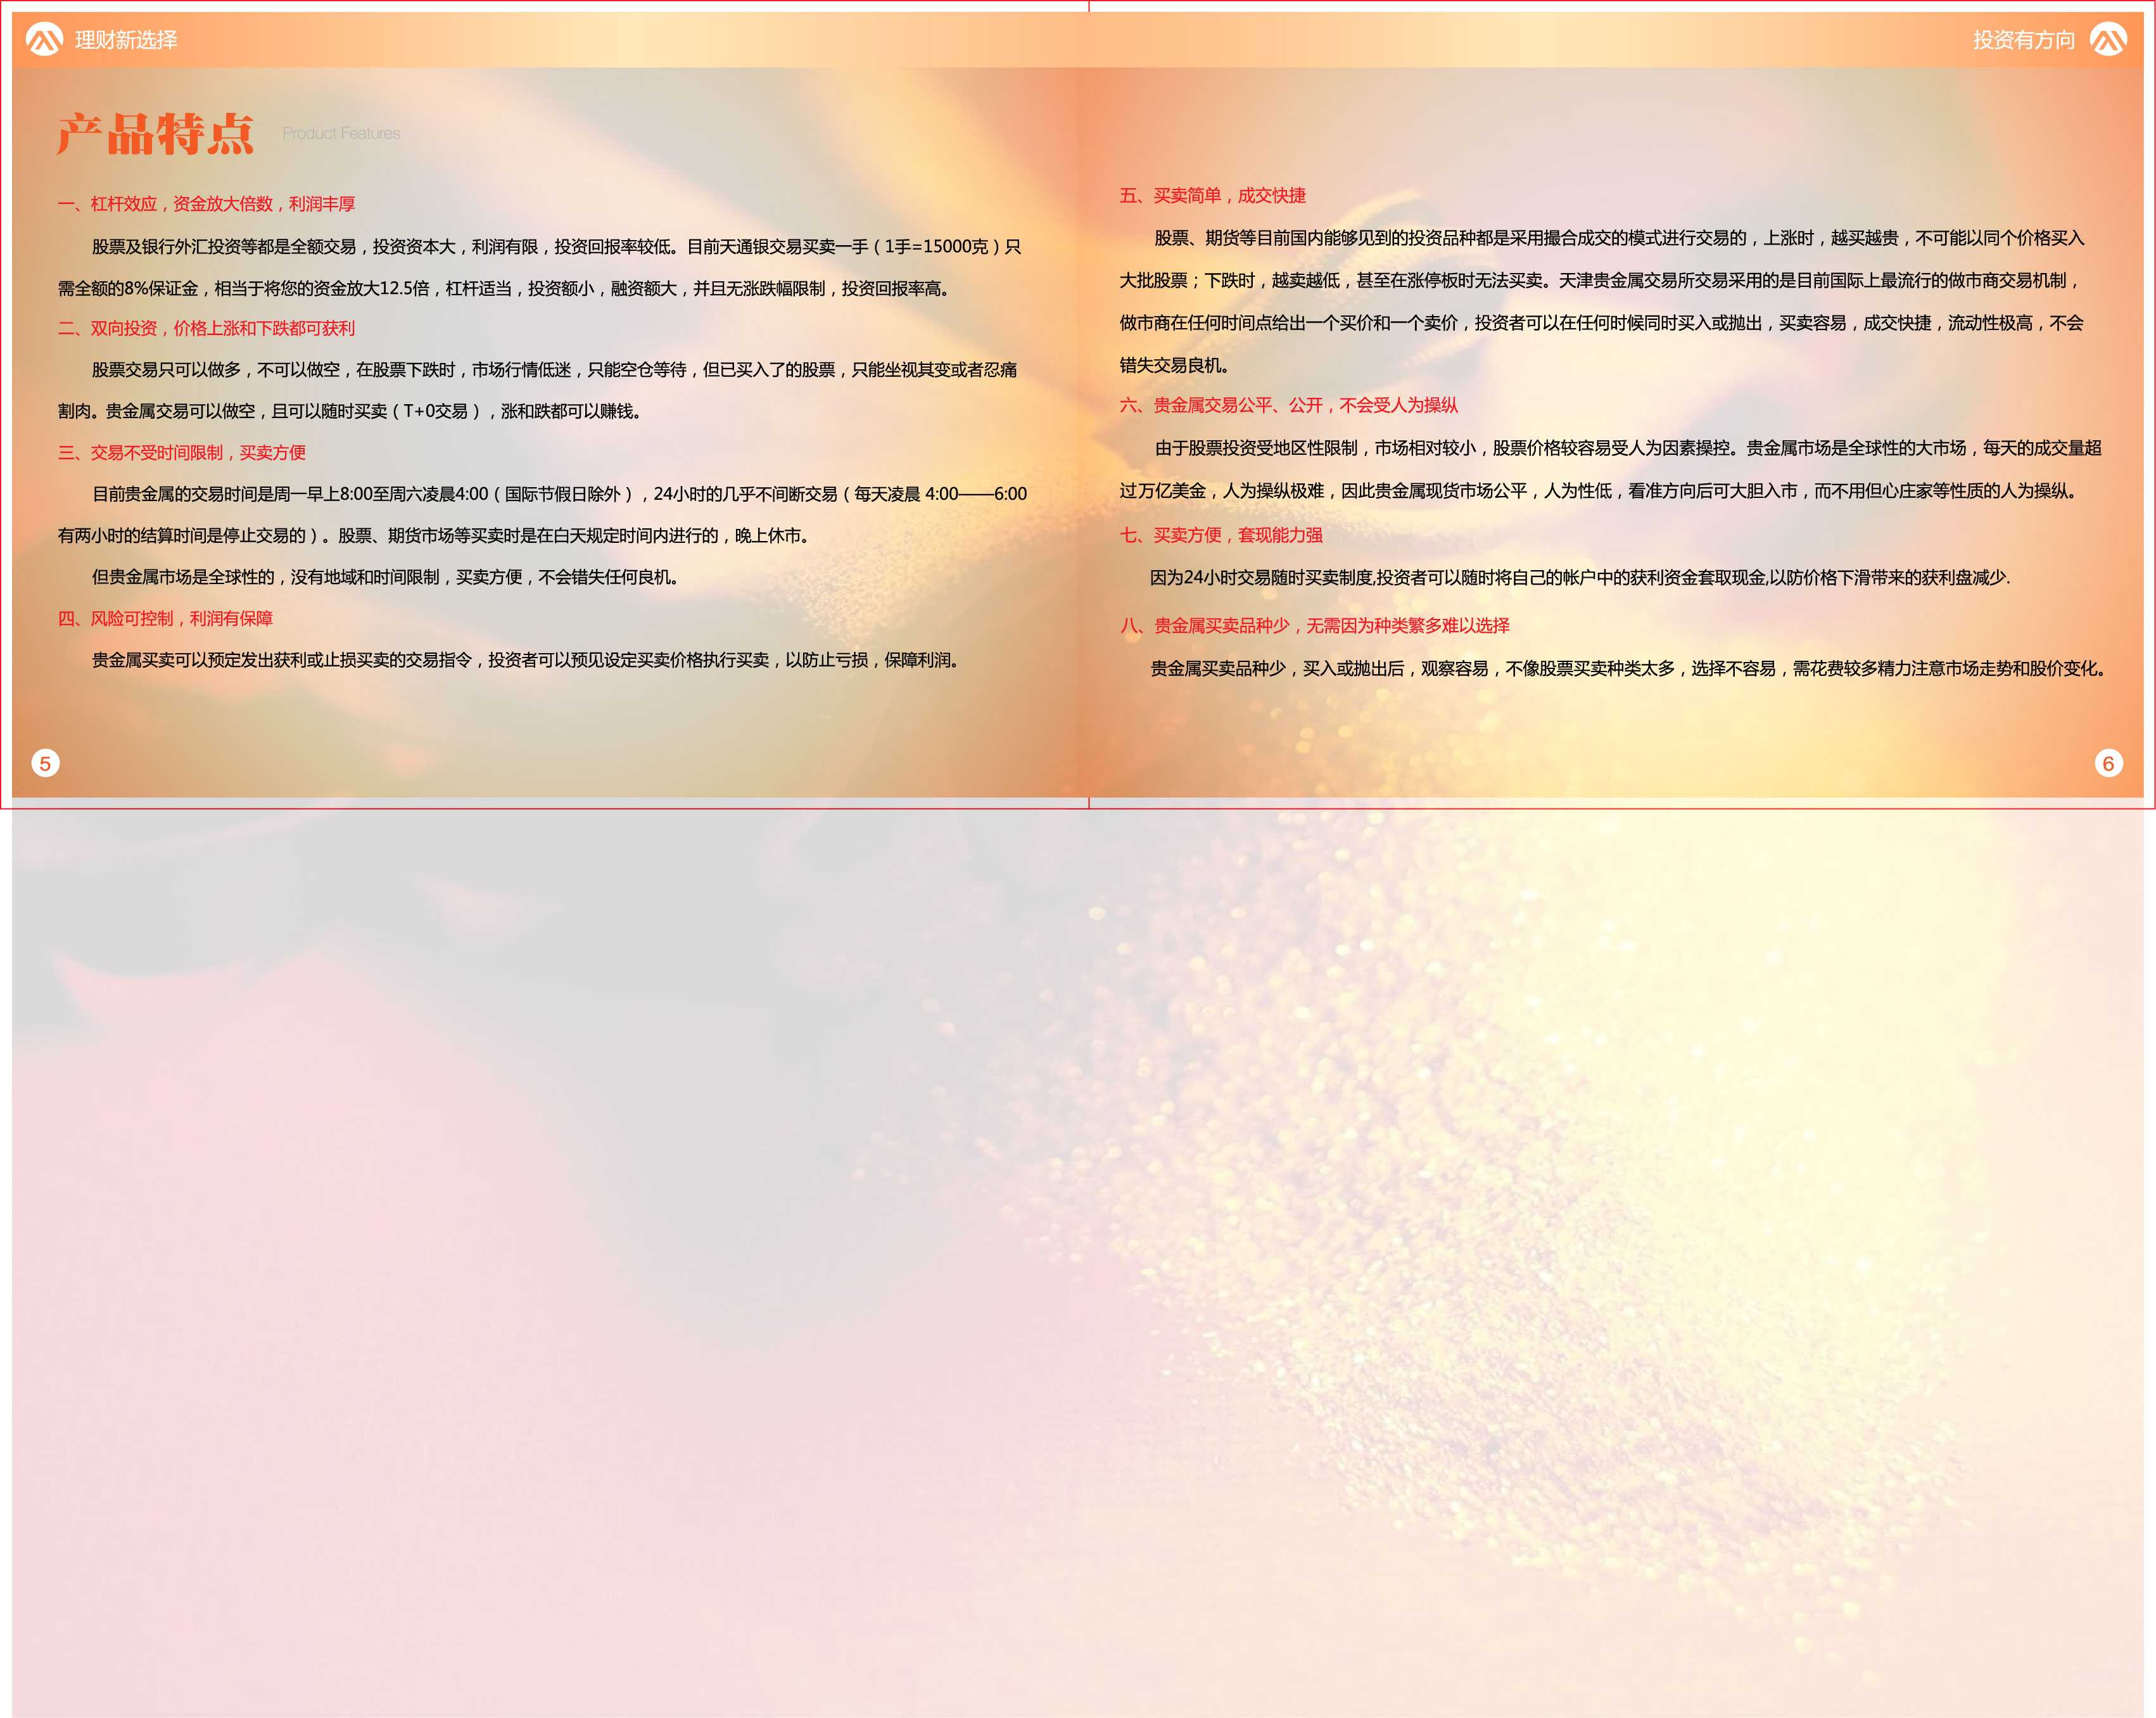 理财新选择
投资有方向
产品特点
Product Features
一、杠杆效应，资金放大倍数，利润丰厚
股票及银行外汇投资等都是全额交易，投资资本大，利润有限，投资回报率较低。目前天通银交易买卖一手（1手=15000克）只
需全额的8%保证金，相当于将您的资金放大12.5倍，杠杆适当，投资额小，融资额大，并且无涨跌幅限制，投资回报率高。
二、双向投资，价格上涨和下跌都可获利
股票交易只可以做多，不可以做空，在股票下跌时，市场行情低迷，只能空仓等待，但已买入了的股票，只能坐视其变或者忍痛
割肉。贵金属交易可以做空，且可以随时买卖（T+0交易），涨和跌都可以赚钱。
三、交易不受时间限制，买卖方便
目前贵金属的交易时间是周一早上8:00至周六凌晨4:00（国际节假日除外），24小时的几乎不间断交易（每天凌晨 4:00——6:00
有两小时的结算时间是停止交易的）。股票、期货市场等买卖时是在白天规定时间内进行的，晚上休市。
但贵金属市场是全球性的，没有地域和时间限制，买卖方便，不会错失任何良机。
四、风险可控制，利润有保障
贵金属买卖可以预定发出获利或止损买卖的交易指令，投资者可以预见设定买卖价格执行买卖，以防止亏损，保障利润。
5
五、买卖简单，成交快捷
股票、期货等目前国内能够见到的投资品种都是采用撮合成交的模式进行交易的，上涨时，越买越贵，不可能以同个价格买入
大批股票；下跌时，越卖越低，甚至在涨停板时无法买卖。天津贵金属交易所交易采用的是目前国际上最流行的做市商交易机制，
做市商在任何时间点给出一个买价和一个卖价，投资者可以在任何时候同时买入或抛出，买卖容易，成交快捷，流动性极高，不会
错失交易良机。
六、贵金属交易公平、公开，不会受人为操纵
由于股票投资受地区性限制，市场相对较小，股票价格较容易受人为因素操控。贵金属市场是全球性的大市场，每天的成交量超
过万亿美金，人为操纵极难，因此贵金属现货市场公平，人为性低，看准方向后可大胆入市，而不用但心庄家等性质的人为操纵。
七、买卖方便，套现能力强
因为24小时交易随时买卖制度,投资者可以随时将自己的帐户中的获利资金套取现金,以防价格下滑带来的获利盘减少.
八、贵金属买卖品种少，无需因为种类繁多难以选择
贵金属买卖品种少，买入或抛出后，观察容易，不像股票买卖种类太多，选择不容易，需花费较多精力注意市场走势和股价变化。
6